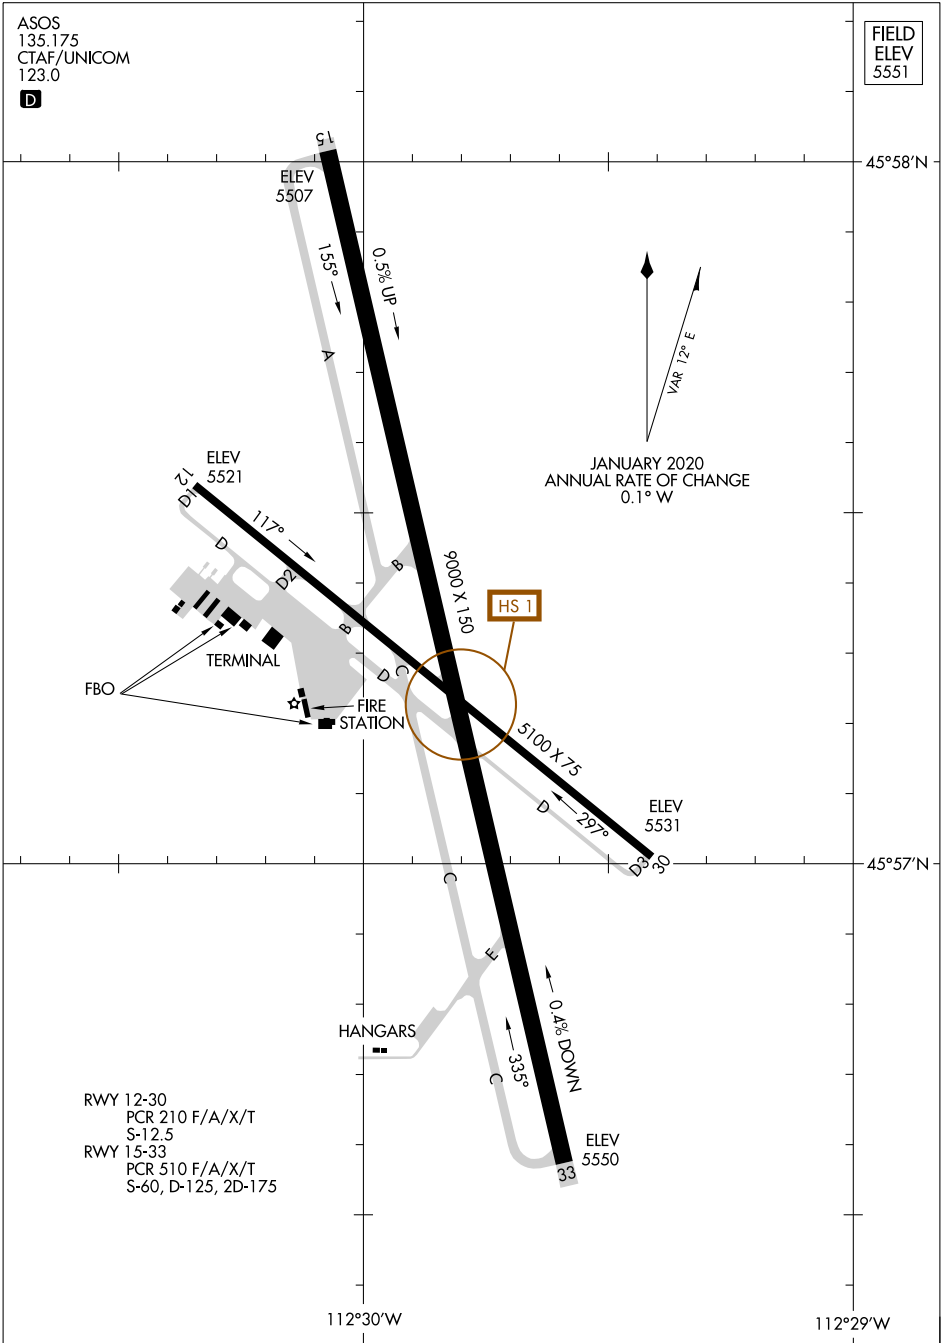 ASOS
135.175
CTAF/UNICOM
123.0
D
FIELD
ELEV
5551
15
45°58'N
ELEV
5507
155°
0.5% UP
VAR 12° E
A
JANUARY 2020
ANNUAL RATE OF CHANGE
0.1° W
ELEV
5521
12
D1
117°
D
D2
B
9000 X 150
HS 1
B
TERMINAL
C
D
FBO
FIRE
STATION
5100 X 75
D
ELEV
5531
297°
D3
30
45°57'N
C
E
0.4% DOWN
HANGARS
335°
C
RWY 12-30
PCR 210 F/A/X/T
S-12.5
RWY 15-33
PCR 510 F/A/X/T
S-60, D-125, 2D-175
ELEV
5550
33
112°30'W
112°29'W